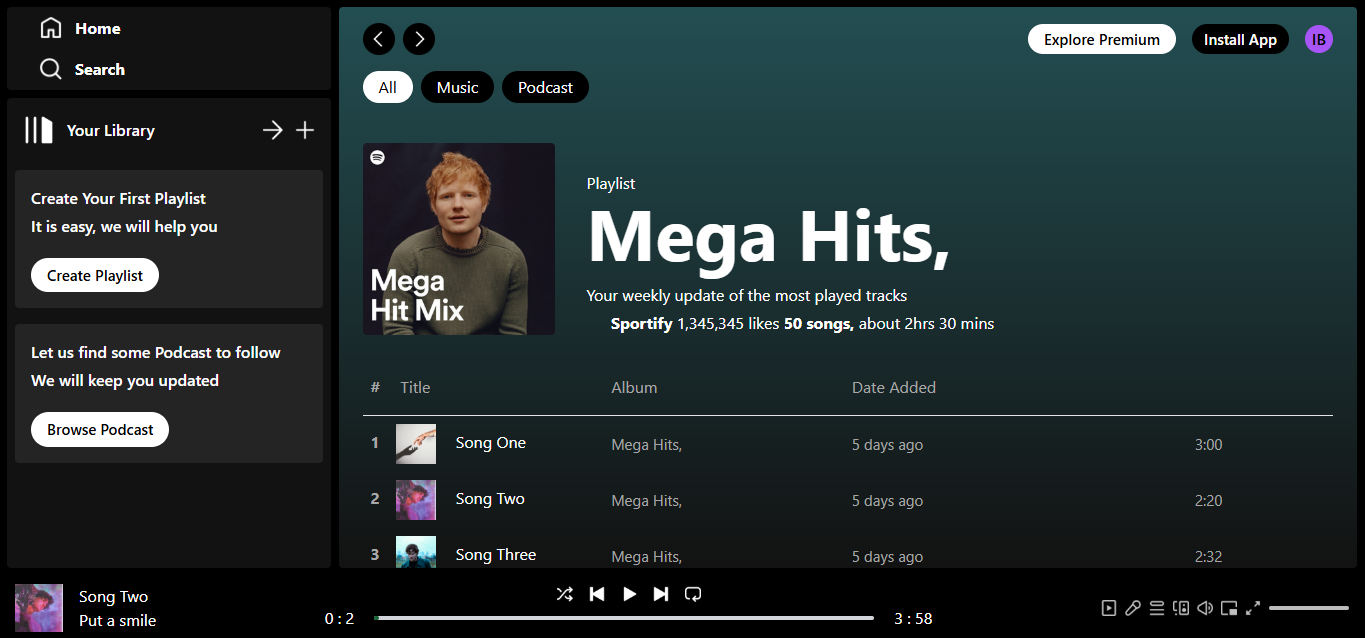 Home
Search
Your Library
Create Your First Playlist
It is easy, we will help you
Create Playlist
Let us find some Podcast to follow
We will keep you updated
Browse Podcast
Explore Premium
Install App
IB
All
Music
Podcast
Mega
Hit Mix
Playlist
Mega Hits,
Your weekly update of the most played tracks
Sportify 1,345,345 likes 50 songs, about 2hrs 30 mins
# Title Album Date Added
1 Song One Mega Hits, 5 days ago 3:00
2 Song Two Mega Hits, 5 days ago 2:20
3 Song Three Mega Hits, 5 days ago 2:32
Song Two
Put a smile
0 : 2
3 : 58